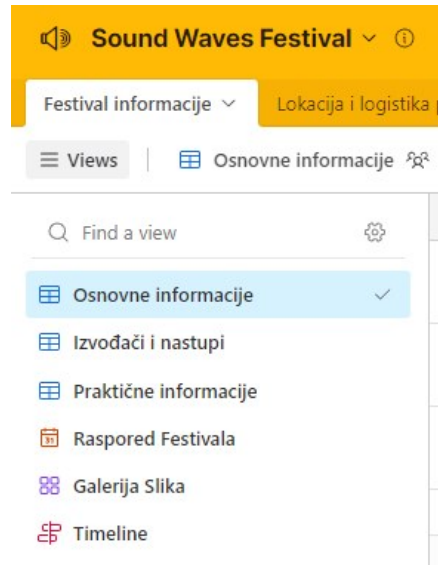 Sound Waves Festival
Festival informacije Lokacija i logistika
Views Osnovne informacije
Find a view
Osnovne informacije
Izvođači i nastupi
Praktične informacije
31 Raspored Festivala
Galerija Slika
Timeline